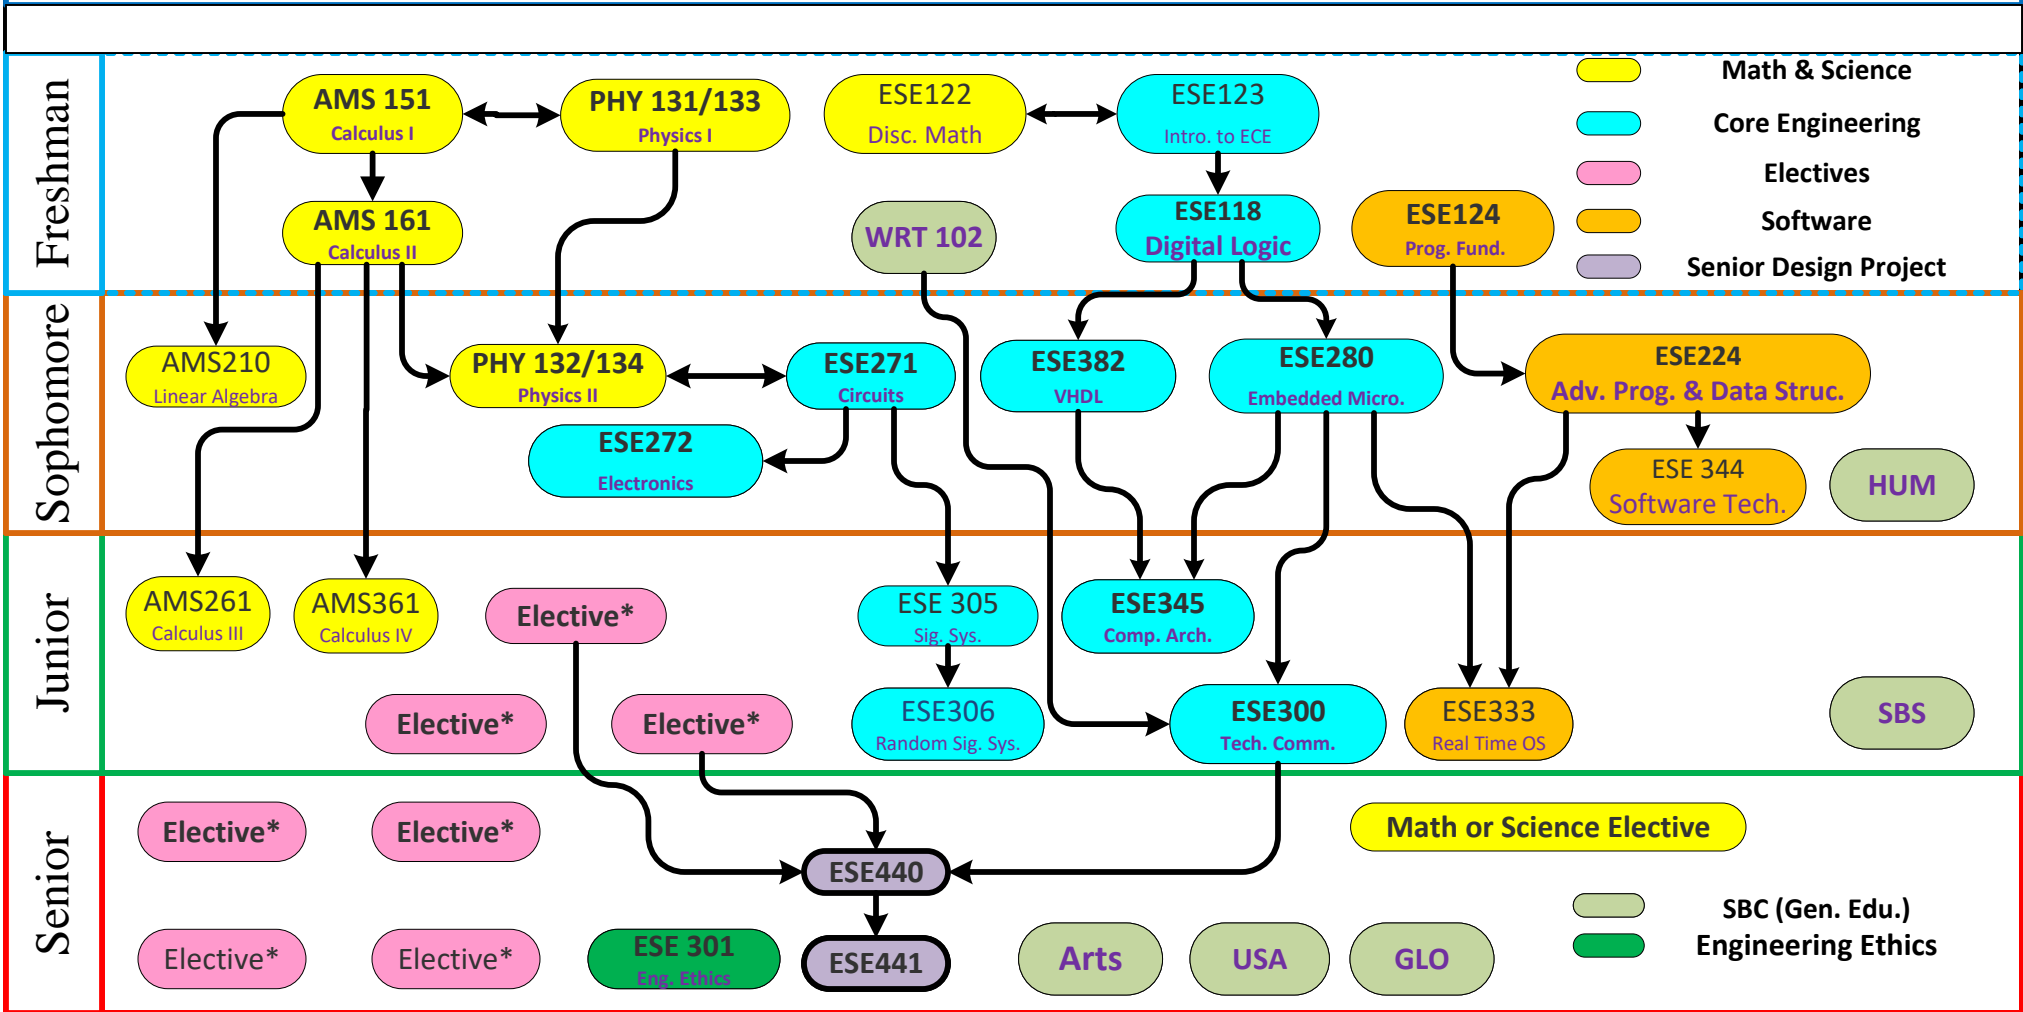 Freshman
AMS 151
Calculus I
PHY 131/133
Physics I
ESE122
Disc. Math
ESE123
Intro. to ECE
Math & Science
Core Engineering
Electives
Software
Senior Design Project
AMS 161
Calculus II
WRT 102
ESE118
Digital Logic
ESE124
Prog. Fund.
Sophomore
AMS210
Linear Algebra
PHY 132/134
Physics II
ESE271
Circuits
ESE382
VHDL
ESE280
Embedded Micro.
ESE224
Adv. Prog. & Data Struc.
ESE272
Electronics
ESE 344
Software Tech.
HUM
Junior
AMS261
Calculus III
AMS361
Calculus IV
Elective*
ESE 305
Sig. Sys.
ESE345
Comp. Arch.
Elective*
Elective*
ESE306
Random Sig. Sys.
ESE300
Tech. Comm.
ESE333
Real Time OS
SBS
Senior
Elective*
Elective*
ESE440
Math or Science Elective
Elective*
Elective*
ESE 301
Eng. Ethics
ESE441
Arts
USA
GLO
SBC (Gen. Edu.)
Engineering Ethics